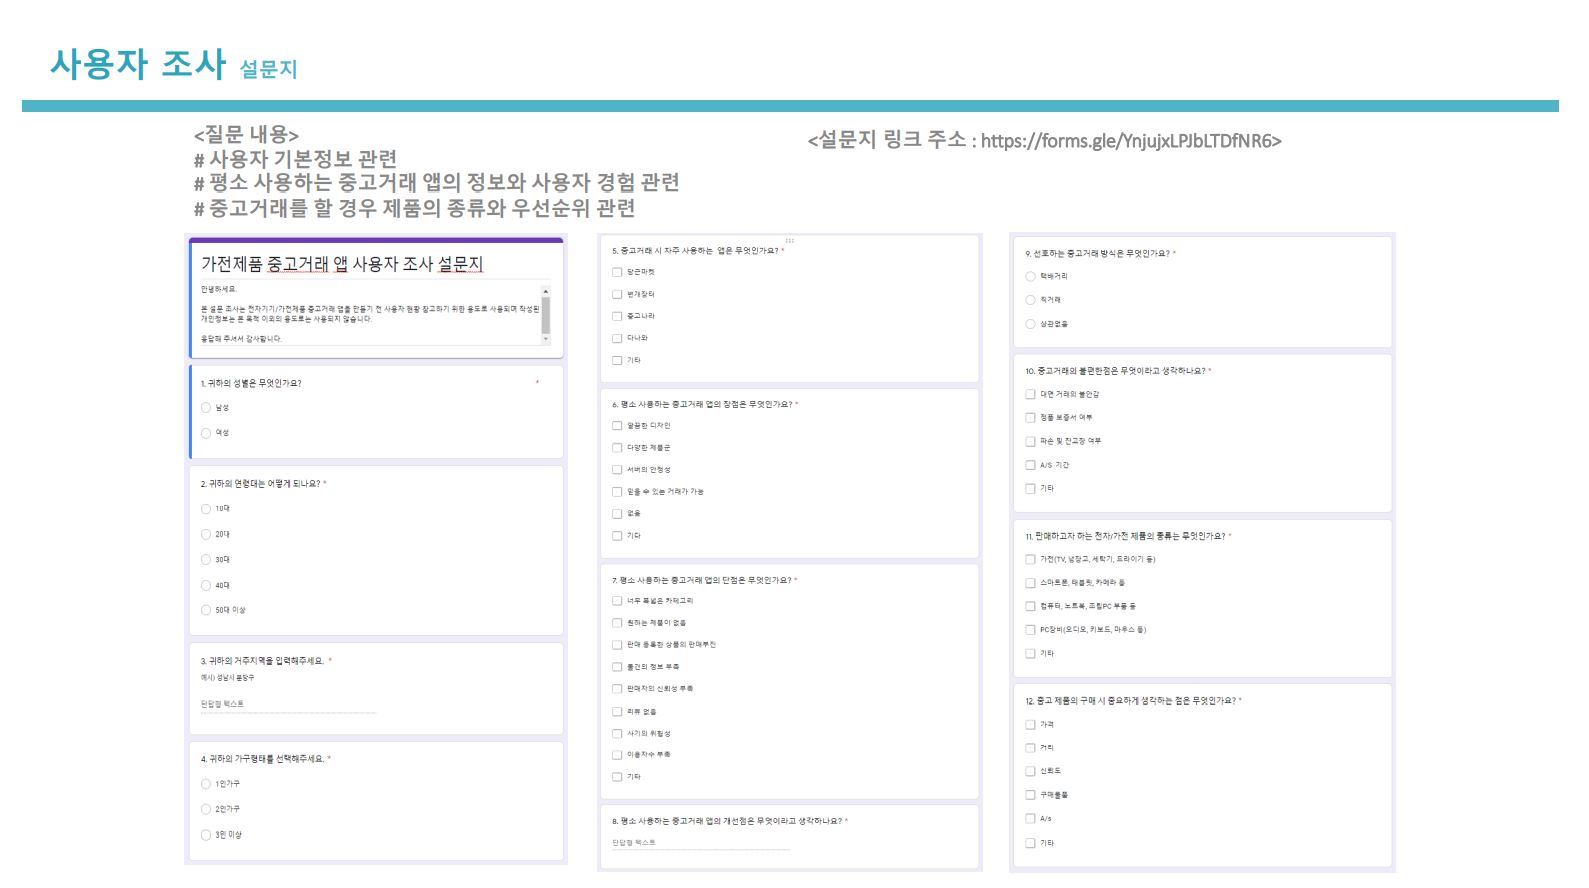 사용자 조사 설문지
<질문 내용>
# 사용자 기본정보 관련
# 평소 사용하는 중고거래 앱의 정보와 사용자 경험 관련
# 중고거래를 할 경우 제품의 종류와 우선순위 관련
<설문지 링크 주소 : https://forms.gle/YnjujxLPJbLTDfNR6>
가전제품 중고거래 앱 사용자 조사 설문지
안녕하세요.
본 설문 조사는 전자기기/가전제품 중고거래 앱을 만들기 전 사용자 현황 참고하기 위한 용도로 사용되며 작성된
개인정보는 본 목적 이외의 용도로는 사용되지 않습니다.
응답해 주셔서 감사합니다.
1. 귀하의 성별은 무엇인가요? *
남성
여성
2. 귀하의 연령대는 어떻게 되나요? *
10대
20대
30대
40대
50대 이상
3. 귀하의 거주지역을 입력해주세요. *
예시) 성남시 분당구
단답형 텍스트
4. 귀하의 가구형태를 선택해주세요. *
1인가구
2인가구
3인 이상
5. 중고거래 시 자주 사용하는 앱은 무엇인가요? *
당근마켓
번개장터
중고나라
다나와
기타
6. 평소 사용하는 중고거래 앱의 장점은 무엇인가요? *
깔끔한 디자인
다양한 제품군
서버의 안정성
믿을 수 있는 거래가 가능
없음
기타
7. 평소 사용하는 중고거래 앱의 단점은 무엇인가요? *
너무 폭넓은 카테고리
원하는 제품이 없음
판매 등록한 상품의 판매부진
물건의 정보 부족
판매자의 신뢰성 부족
리뷰 없음
사기의 위험성
이용자수 부족
기타
8. 평소 사용하는 중고거래 앱의 개선점은 무엇이라고 생각하나요? *
단답형 텍스트
9. 선호하는 중고거래 방식은 무엇인가요? *
택배거리
직거래
상관없음
10. 중고거래의 불편한점은 무엇이라고 생각하나요? *
대면 거래의 불안감
정품 보증서 여부
파손 및 잔고장 여부
A/S 기간
기타
11. 판매하고자 하는 전자/가전 제품의 종류는 무엇인가요? *
가전(TV, 냉장고, 세탁기, 드라이기 등)
스마트폰, 태블릿, 카메라 등
컴퓨터, 노트북, 조립PC 부품 등
PC장비(오디오, 키보드, 마우스 등)
기타
12. 중고 제품의 구매 시 중요하게 생각하는 점은 무엇인가요? *
가격
거리
신뢰도
구매물품
A/s
기타